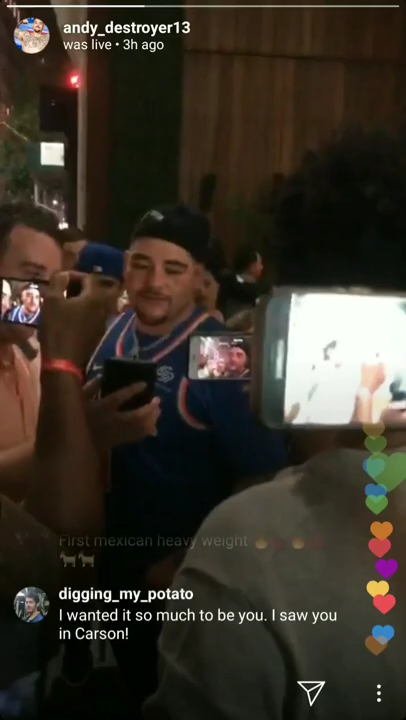 andy_destroyer13
was live • 3h ago
First mexican heavy weight 🔥
🐐🐐
digging_my_potato
I wanted it so much to be you. I saw you
in Carson!